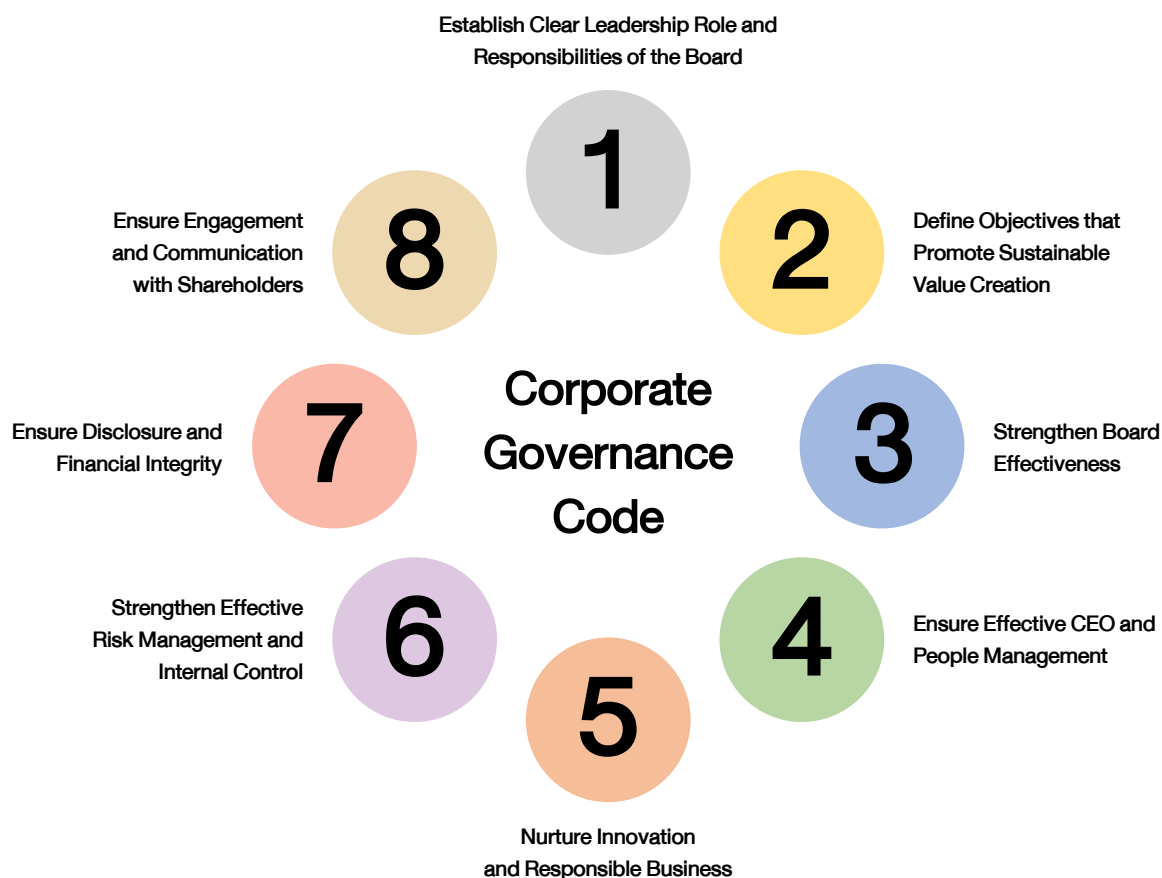 Establish Clear Leadership Role and
Responsibilities of the Board
1
2
Define Objectives that
Promote Sustainable
Value Creation
3
Strengthen Board
Effectiveness
4
Ensure Effective CEO and
People Management
5
Nurture Innovation
and Responsible Business
6
Strengthen Effective
Risk Management and
Internal Control
7
Ensure Disclosure and
Financial Integrity
8
Ensure Engagement
and Communication
with Shareholders
Corporate
Governance
Code